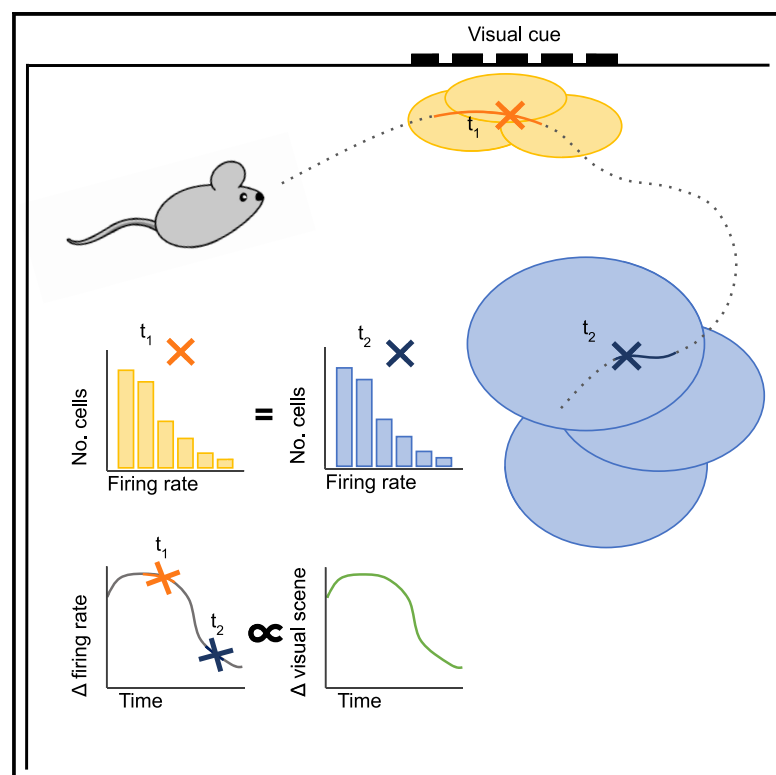 Visual cue
t1
t2
t1
t2
No. cells
=
No. cells
Firing rate
Firing rate
t1
t2
Δ firing rate
∝
Δ visual scene
Time
Time